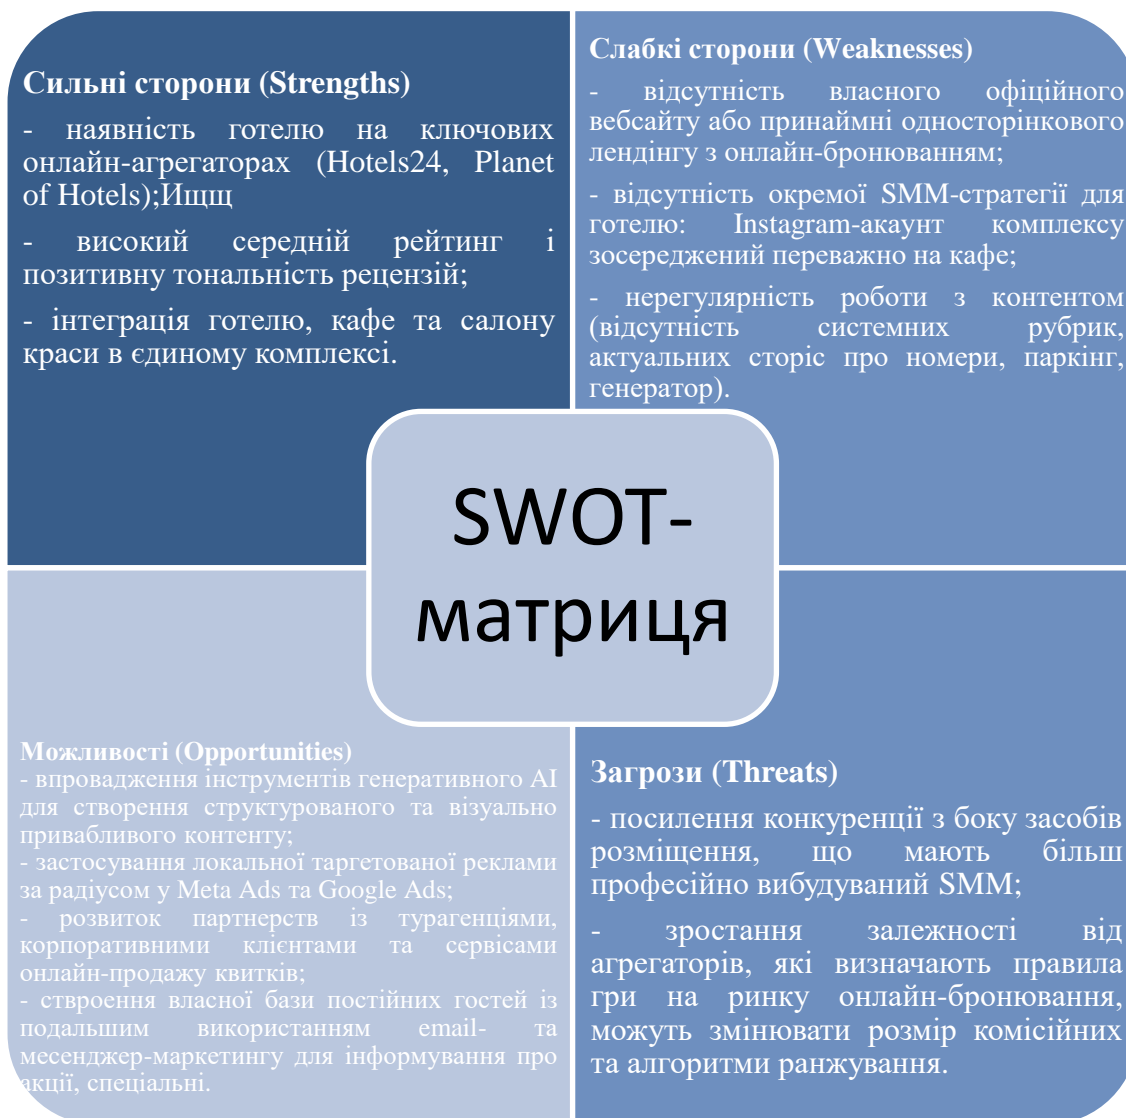 Сильні сторони (Strengths)
- наявність готелю на ключових
онлайн-агрегаторах (Hotels24, Planet
of Hotels);Ищщ
- високий середній рейтинг і
позитивну тональність рецензій;
- інтеграція готелю, кафе та салону
краси в єдиному комплексі.
Слабкі сторони (Weaknesses)
- відсутність власного офіційного
вебсайту або принаймні односторінкового
лендінгу з онлайн-бронюванням;
- відсутність окремої SMM-стратегії для
готелю: Instagram-акаунт комплексу
зосереджений переважно на кафе;
- нерегулярність роботи з контентом
(відсутність системних рубрик,
актуальних сторіс про номери, паркінг,
генератор).
SWOT-
матриця
Можливості (Opportunities)
- впровадження інструментів генеративного AI
для створення структурованого та візуально
привабливого контенту;
- застосування локальної таргетованої реклами
за радіусом у Meta Ads та Google Ads;
- розвиток партнерств із турагенціями,
корпоративними клієнтами та сервісами
онлайн-продажу квитків;
- ствроення власної бази постійних гостей із
подальшим використанням email- та
месенджер-маркетингу для інформування про
акції, спеціальні.
Загрози (Threats)
- посилення конкуренції з боку засобів
розміщення, що мають більш
професійно вибудуваний SMM;
- зростання залежності від
агрегаторів, які визначають правила
гри на ринку онлайн-бронювання,
можуть змінювати розмір комісійних
та алгоритми ранжування.